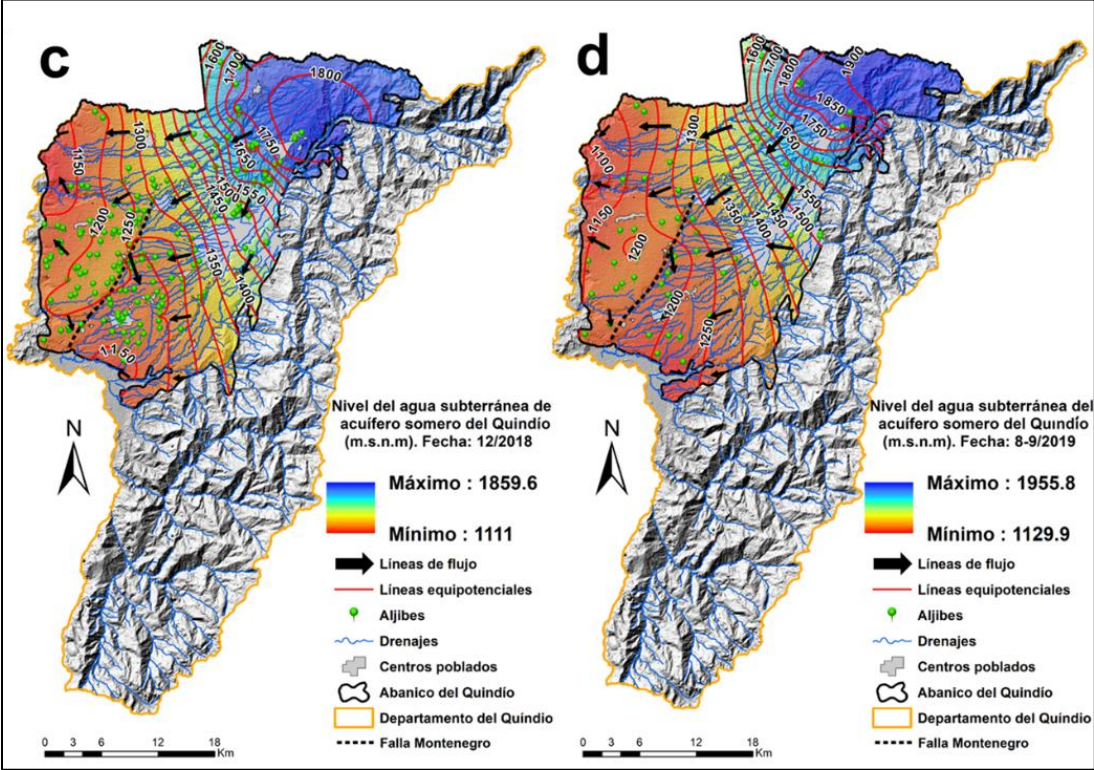 c
1600
1700
1800
1300
1150
1750
1650
1550
1500
1450
1200
1250
1350
1400
1150
N
Nivel del agua subterránea de
acuífero somero del Quindío
(m.s.n.m). Fecha: 12/2018
Máximo : 1859.6
Mínimo : 1111
Líneas de flujo
Líneas equipotenciales
Aljibes
Drenajes
Centros poblados
Abanico del Quindío
Departamento del Quindío
Falla Montenegro
0 3 6 12 18
Km
d
1600
1700
1800
1900
1850
1300
1750
1650
1100
1550
1500
1450
1150
1350
1400
1200
1200
1250
N
Nivel del agua subterránea del
acuífero somero del Quindío
(m.s.n.m). Fecha: 8-9/2019
Máximo : 1955.8
Mínimo : 1129.9
Líneas de flujo
Líneas equipotenciales
Aljibes
Drenajes
Centros poblados
Abanico del Quindío
Departamento del Quíndio
Falla Montenegro
0 3 6 12 18
Km